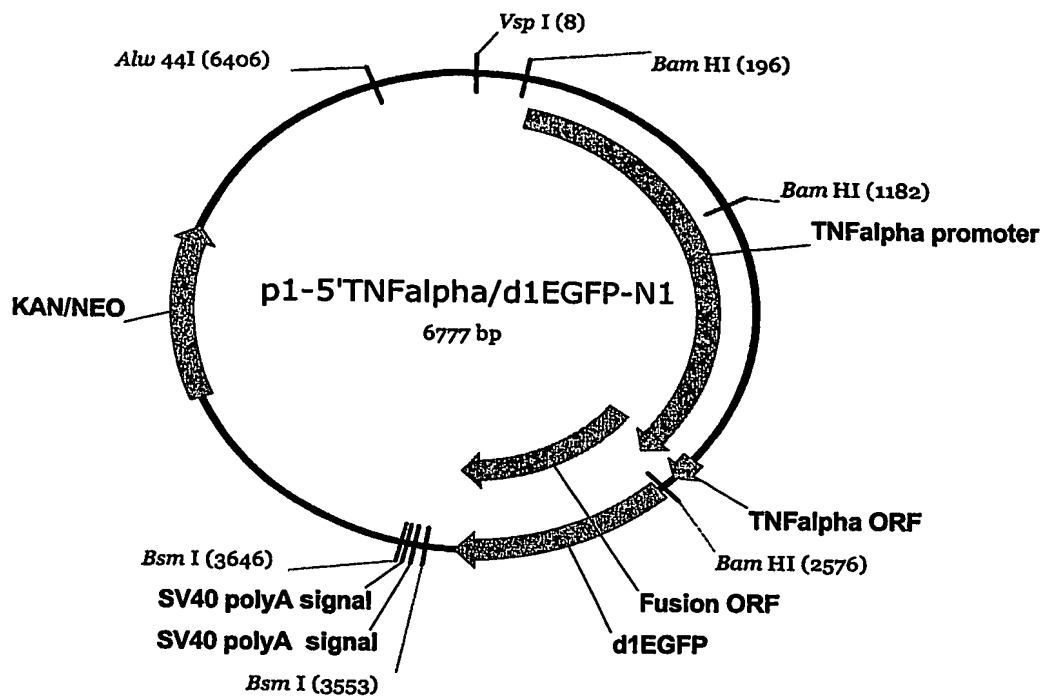 Vsp I (8)
Alw 44I (6406)
Bam HI (196)
Bam HI (1182)
TNFalpha promoter
p1-5'TNFalpha/d1EGFP-N1
6777 bp
KAN/NEO
TNFalpha ORF
Bsm I (3646)
Bam HI (2576)
SV40 polyA signal
Fusion ORF
SV40 polyA signal
d1EGFP
Bsm I (3553)